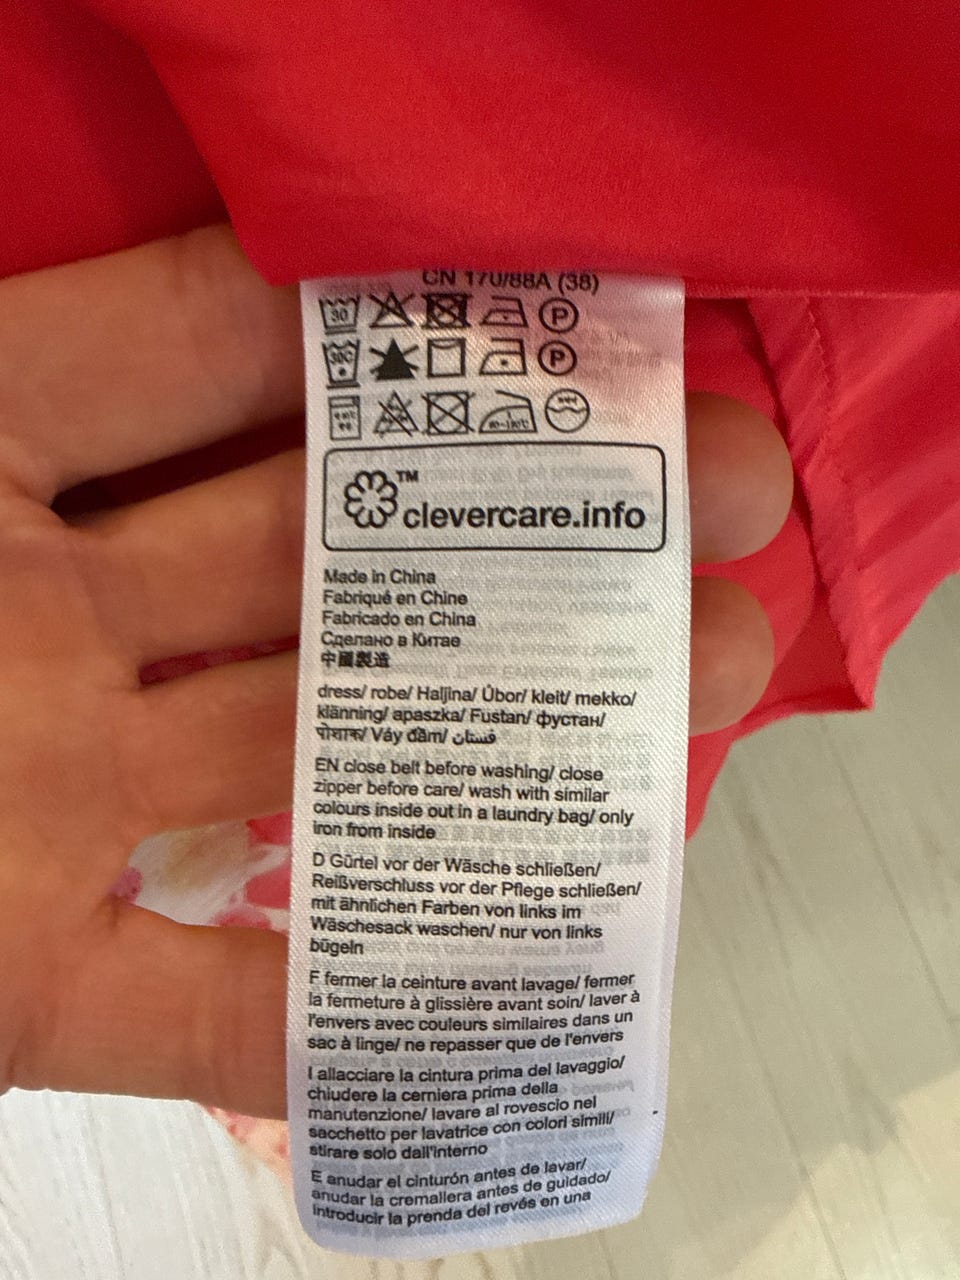 CN 170/88A (38)
30 P
30C P
clevercare.info
TM
Made in China
Fabriqué en Chine
Fabricado en China
Сделано в Китае
中國製造
dress/ robe/ Haljina/ Úbor/ kleit/ mekko/
klänning/ apaszka/ Fustan/ фустан/
पोशाक/ Váy đầm/ فستان
EN close belt before washing/ close
zipper before care/ wash with similar
colours inside out in a laundry bag/ only
iron from inside
D Gürtel vor der Wäsche schließen/
Reißverschluss vor der Pflege schließen/
mit ähnlichen Farben von links im
Wäschesack waschen/ nur von links
bügeln
F fermer la ceinture avant lavage/ fermer
la fermeture à glissière avant soin/ laver à
l'envers avec couleurs similaires dans un
sac à linge/ ne repasser que de l'envers
I allacciare la cintura prima del lavaggio/
chiudere la cerniera prima della
manutenzione/ lavare al rovescio nel
sacchetto per lavatrice con colori simili/
stirare solo dall'interno
E anudar el cinturón antes de lavar/
anudar la cremallera antes de guidado/
introducir la prenda del revés en una